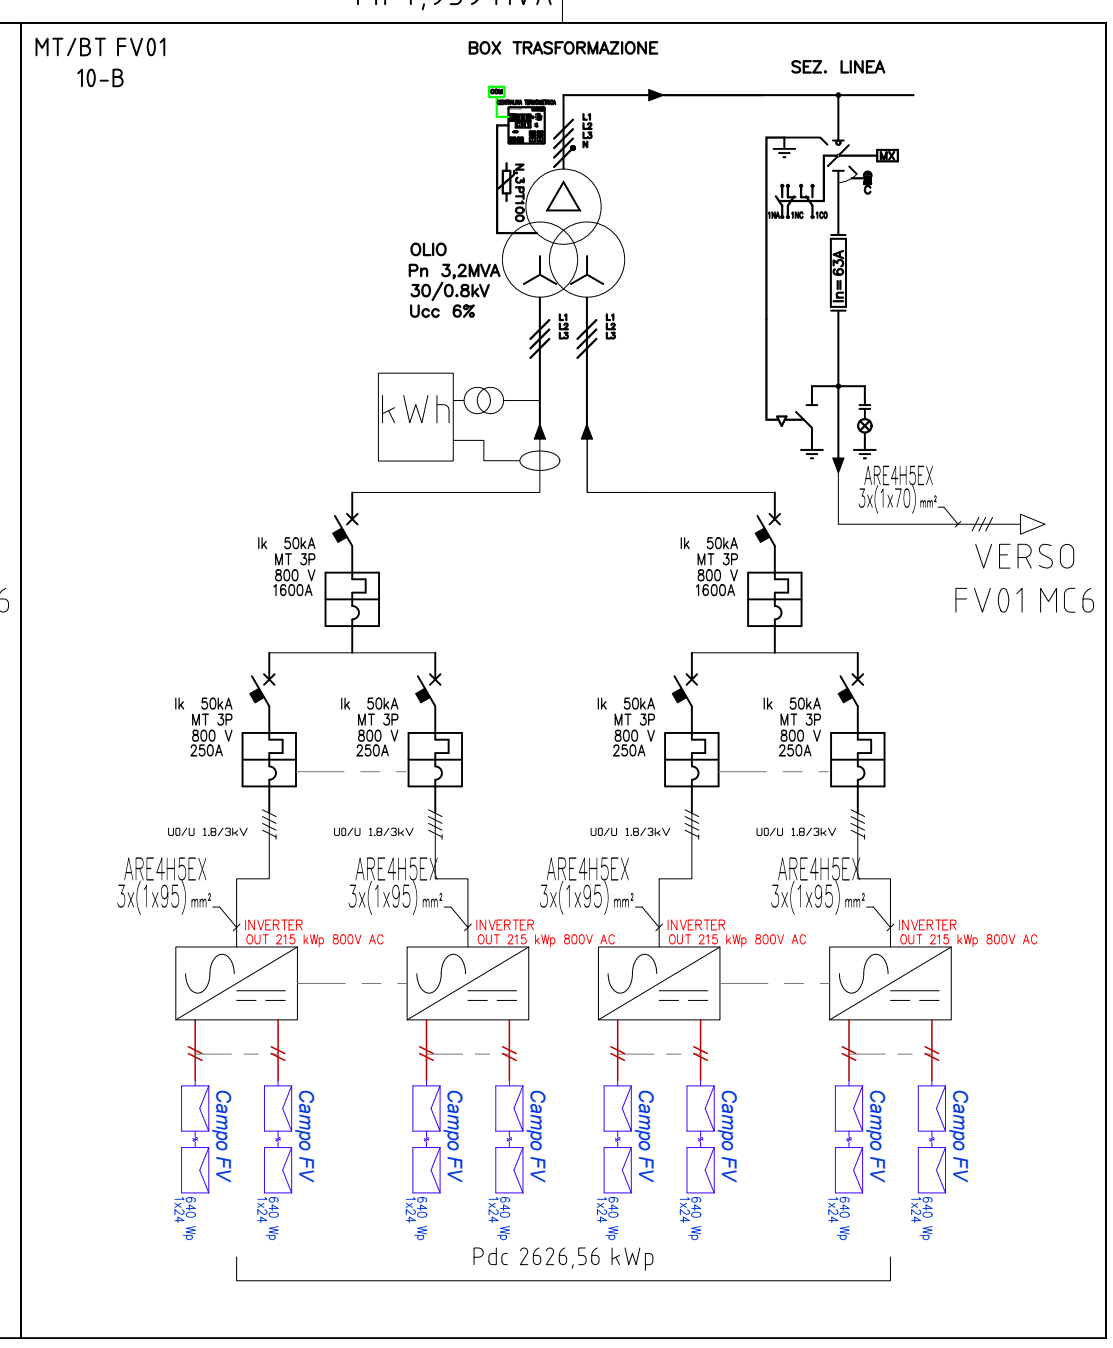 MT/BT FV01
10-B
BOX TRASFORMAZIONE
SEZ. LINEA
COM
CENTRALINA TERMOMETRICA
L1
L2
L3
N
N.3PT100
MX
1NA
1NC
1CO
In= 63A
OLIO
Pn 3,2MVA
30/0.8kV
Ucc 6%
L1
L2
L3
L1
L2
L3
kWh
ARE4H5EX
3x(1x70) mm²
VERSO
FV01 MC6
6
Ik 50kA
MT 3P
800 V
1600A
Ik 50kA
MT 3P
800 V
1600A
Ik 50kA
MT 3P
800 V
250A
Ik 50kA
MT 3P
800 V
250A
Ik 50kA
MT 3P
800 V
250A
Ik 50kA
MT 3P
800 V
250A
U0/U 1.8/3kV
U0/U 1.8/3kV
U0/U 1.8/3kV
U0/U 1.8/3kV
ARE4H5EX
3x(1x95) mm²
ARE4H5EX
3x(1x95) mm²
ARE4H5EX
3x(1x95) mm²
ARE4H5EX
3x(1x95) mm²
INVERTER
OUT 215 kWp 800V AC
INVERTER
OUT 215 kWp 800V AC
INVERTER
OUT 215 kWp 800V AC
INVERTER
OUT 215 kWp 800V AC
Campo FV
640 Wp
1x24
Campo FV
640 Wp
1x24
Campo FV
640 Wp
1x24
Campo FV
640 Wp
1x24
Campo FV
640 Wp
1x24
Campo FV
640 Wp
1x24
Campo FV
640 Wp
1x24
Campo FV
640 Wp
1x24
Pdc 2626,56 kWp